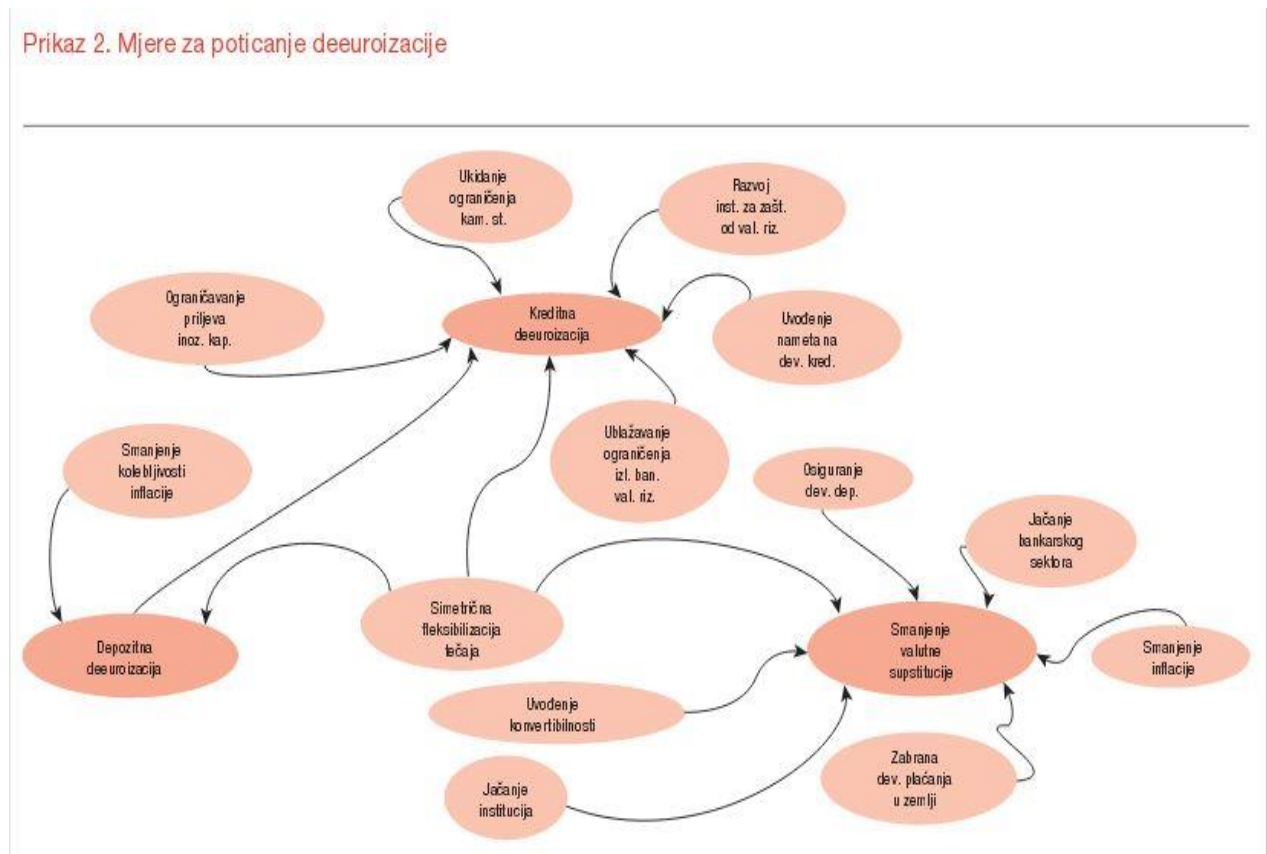 Prikaz 2. Mjere za poticanje deeuroizacije
Ukidanje
ograničenja
kam. st.
Razvoj
inst. za zašt.
od val. riz.
Ograničavanje
priljeva
inoz. kap.
Kreditna
deeuroizacija
Uvođenje
nameta na
dev. kred.
Smanjenje
kolebljivosti
inflacije
Ublažavanje
ograničenja
izl. ban.
val. riz.
Osiguranje
dev. dep.
Jačanje
bankarskog
sektora
Depozitna
deeuroizacija
Simetrična
fleksibilizacija
tečaja
Smanjenje
valutne
supstitucije
Smanjenje
inflacije
Uvođenje
konvertibilnosti
Jačanje
institucija
Zabrana
dev. plaćanja
u zemlji